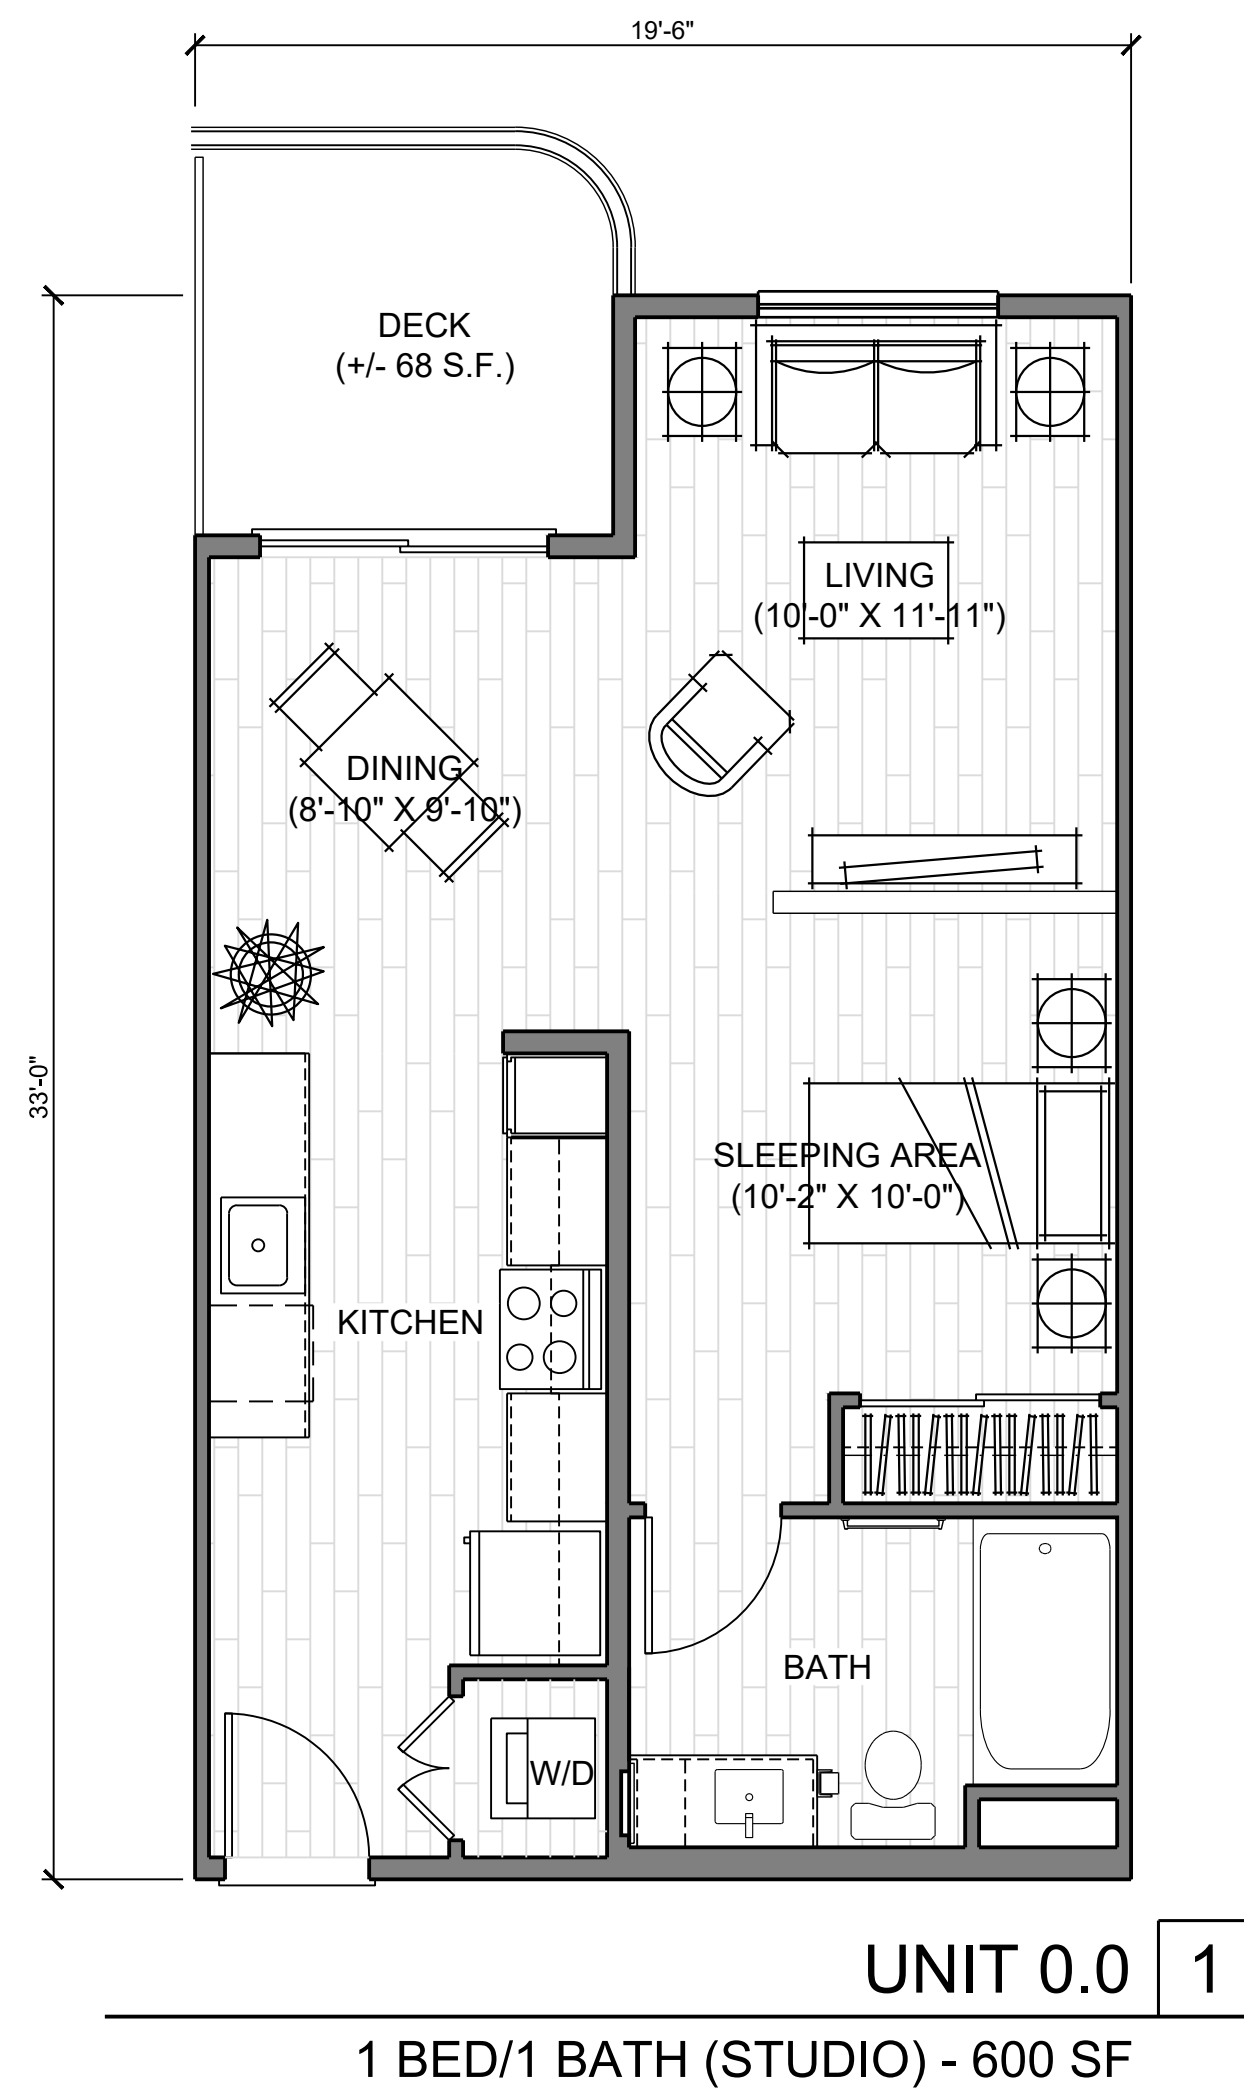 19'-6"
DECK
(+/- 68 S.F.)
LIVING
(10'-0" X 11'-11")
DINING
(8'-10" X 9'-10")
33'-0"
SLEEPING AREA
(10'-2" X 10'-0")
KITCHEN
BATH
W/D
UNIT 0.0 1
1 BED/1 BATH (STUDIO) - 600 SF